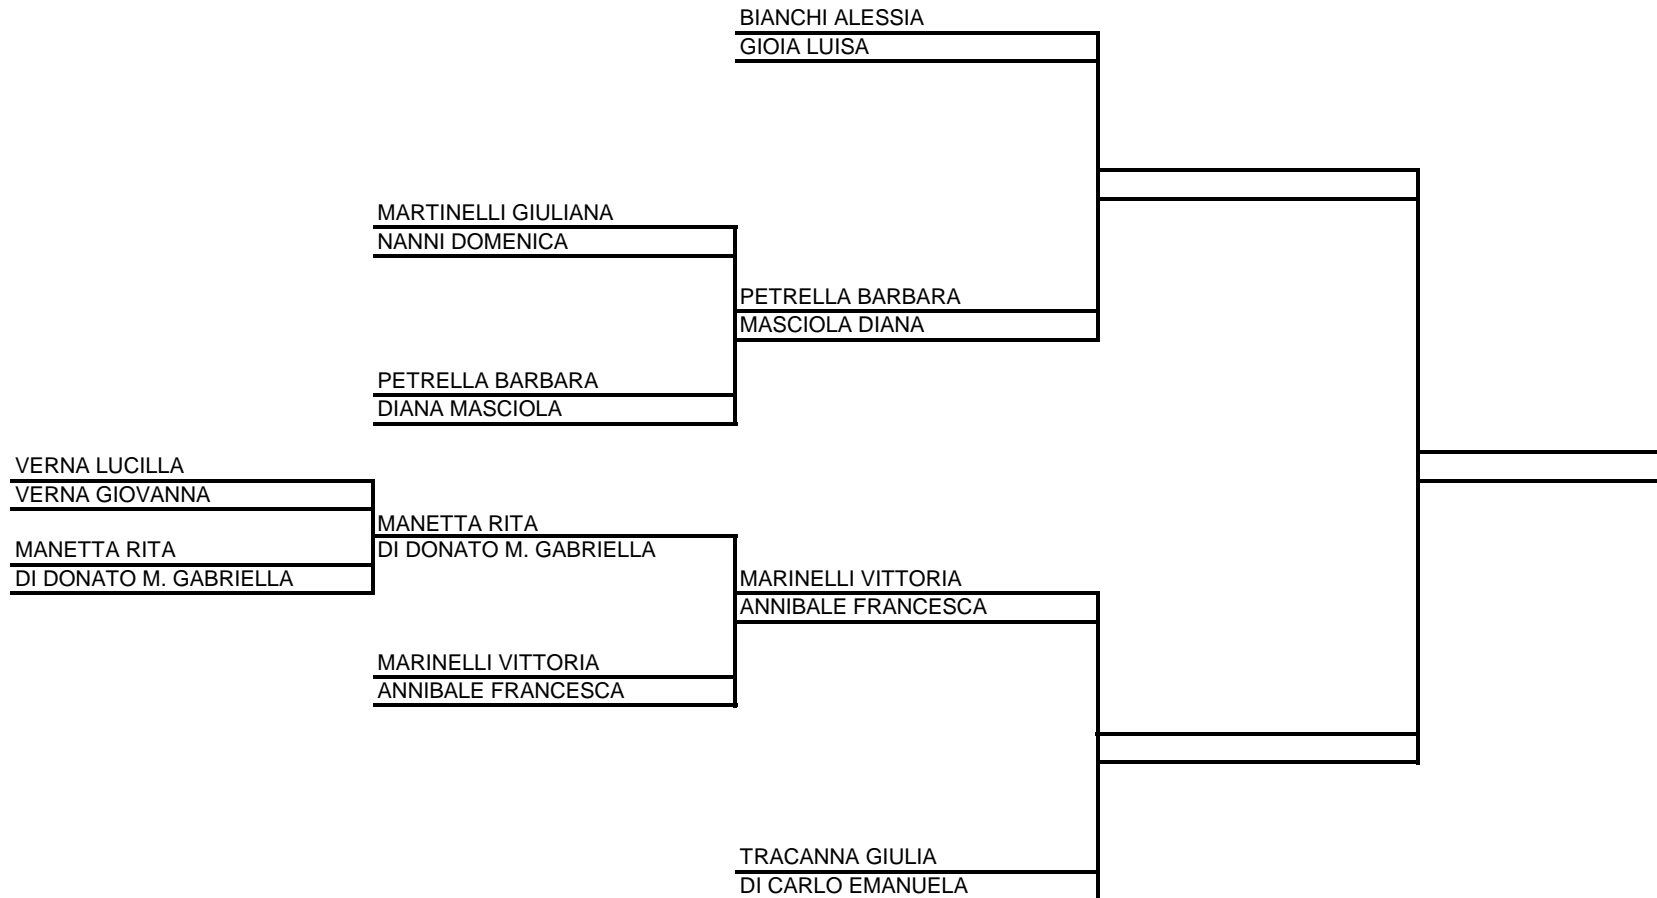 BIANCHI ALESSIA
GIOIA LUISA
MARTINELLI GIULIANA
NANNI DOMENICA
PETRELLA BARBARA
MASCIOLA DIANA
PETRELLA BARBARA
DIANA MASCIOLA
VERNA LUCILLA
VERNA GIOVANNA
MANETTA RITA
DI DONATO M. GABRIELLA
MANETTA RITA
DI DONATO M. GABRIELLA
MARINELLI VITTORIA
ANNIBALE FRANCESCA
MARINELLI VITTORIA
ANNIBALE FRANCESCA
TRACANNA GIULIA
DI CARLO EMANUELA